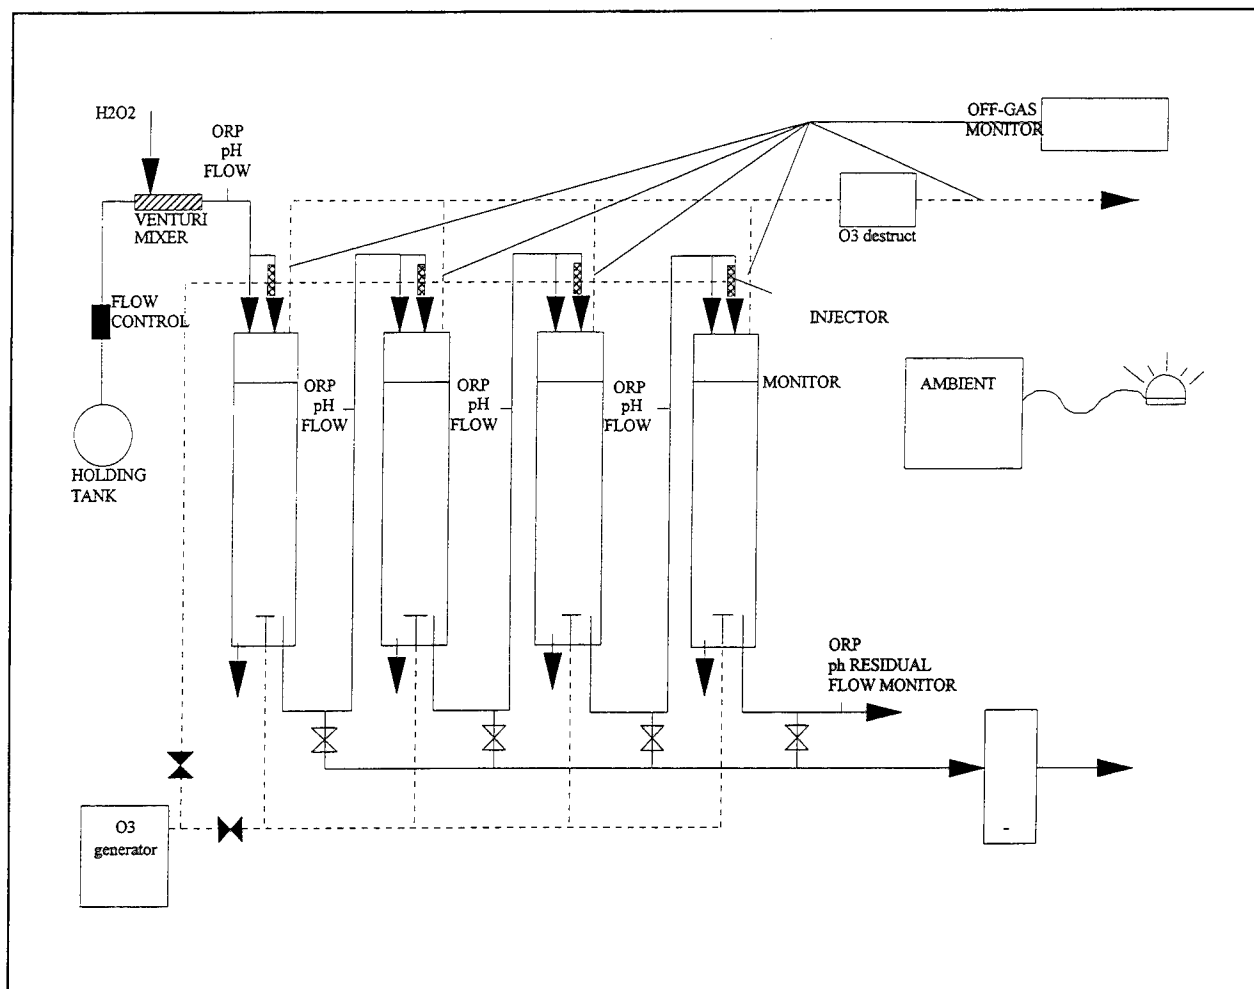 H2O2
ORP
pH
FLOW
OFF-GAS
MONITOR
VENTURI
MIXER
O3 destruct
FLOW
CONTROL
INJECTOR
ORP
pH
FLOW
ORP
pH
FLOW
ORP
pH
FLOW
MONITOR
AMBIENT
HOLDING
TANK
ORP
ph RESIDUAL
FLOW MONITOR
O3
generator